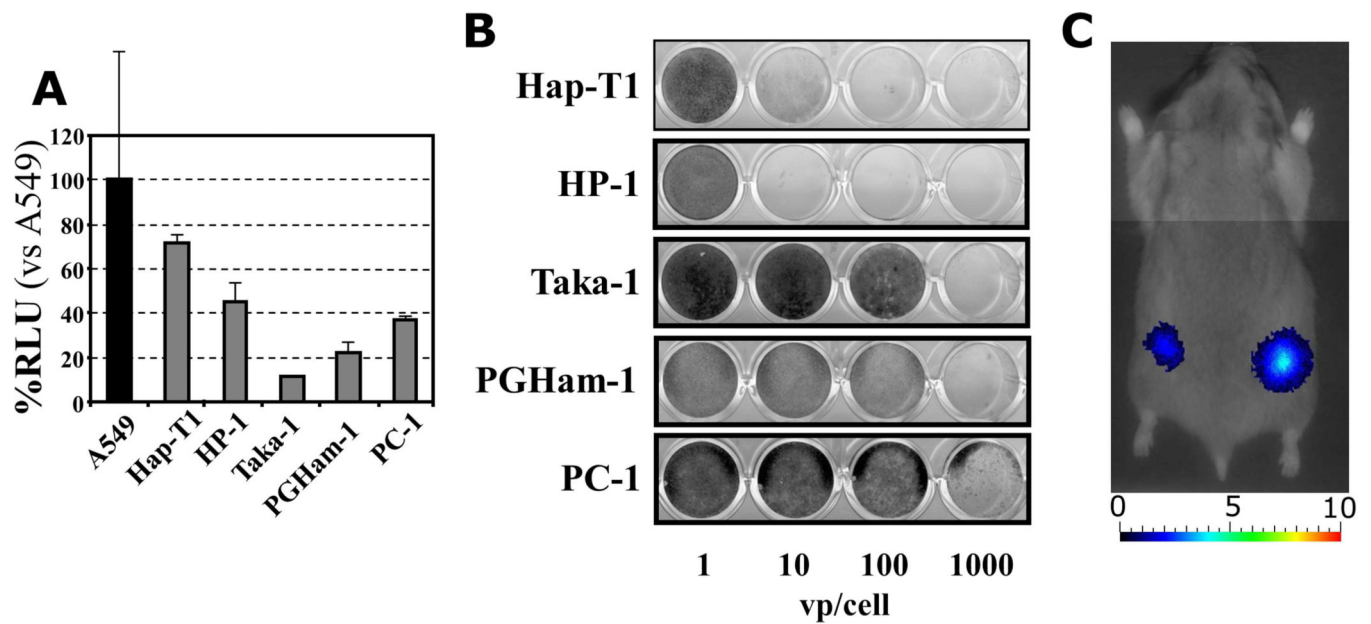 A
%RLU (vs A549)
120
100
80
60
40
20
0
A549
Hap-T1
HP-1
Taka-1
PGHam-1
PC-1
B
Hap-T1
HP-1
Taka-1
PGHam-1
PC-1
1 10 100 1000
vp/cell
C
0 5 10